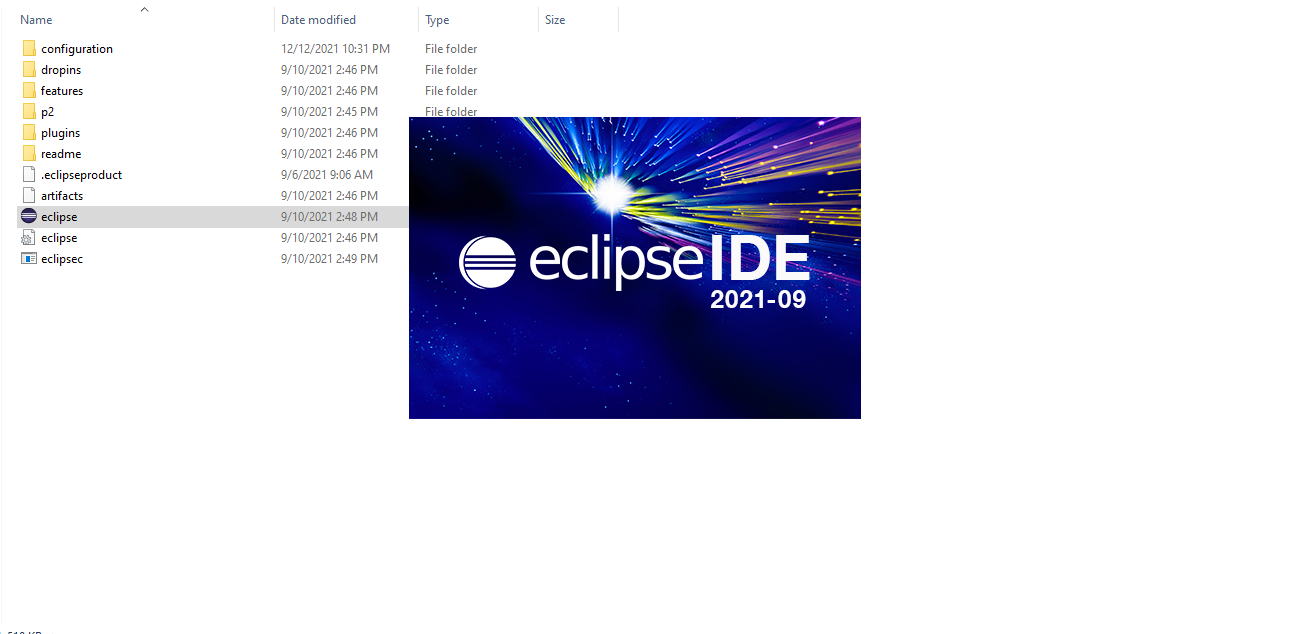 Name Date modified Type Size
configuration 12/12/2021 10:31 PM File folder
dropins 9/10/2021 2:46 PM File folder
features 9/10/2021 2:46 PM File folder
p2 9/10/2021 2:45 PM File folder
plugins 9/10/2021 2:46 PM
readme 9/10/2021 2:46 PM
.eclipseproduct 9/6/2021 9:06 AM
artifacts 9/10/2021 2:46 PM
eclipse 9/10/2021 2:48 PM
eclipse 9/10/2021 2:46 PM
eclipsec 9/10/2021 2:49 PM
eclipse IDE
2021-09